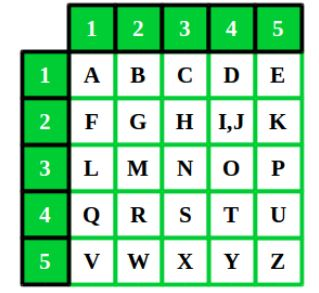 1 2 3 4 5
1 A B C D E
2 F G H I,J K
3 L M N O P
4 Q R S T U
5 V W X Y Z